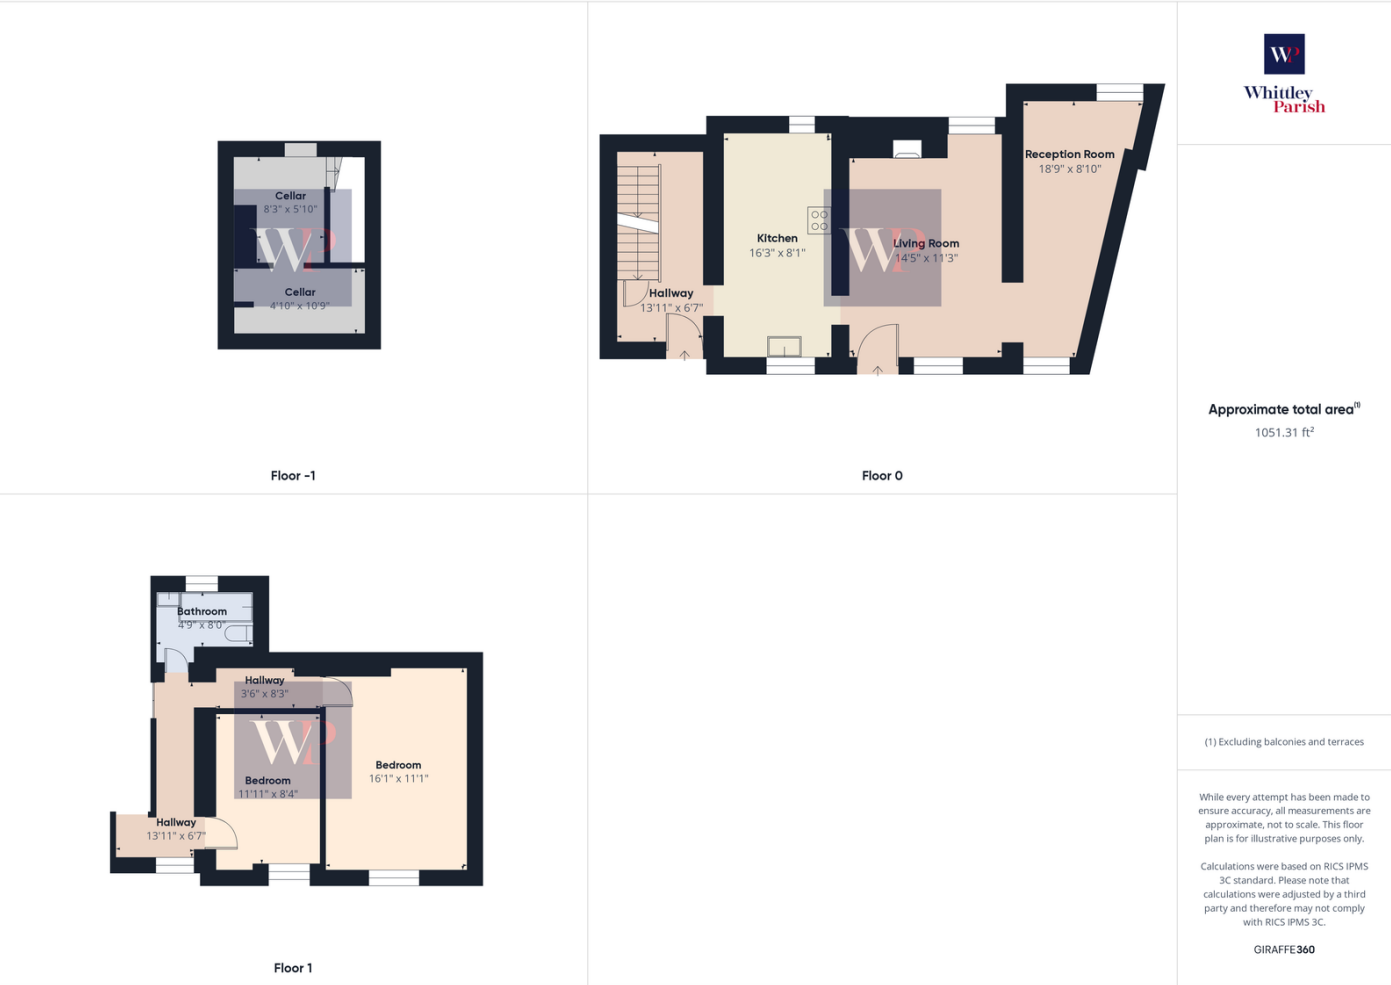 Cellar
8'3" x 5'10"
WP
Cellar
4'10" x 10'9"
Floor -1
Hallway
13'11" x 6'7"
Kitchen
16'3" x 8'1"
WP
Living Room
14'5" x 11'3"
Reception Room
18'9" x 8'10"
Floor 0
Bathroom
4'9" x 8'0"
Hallway
3'6" x 8'3"
WP
Bedroom
11'11" x 8'4"
Bedroom
16'1" x 11'1"
Hallway
13'11" x 6'7"
Floor 1
WP
Whittley
Parish
Approximate total area(1)
1051.31 ft²
(1) Excluding balconies and terraces
While every attempt has been made to
ensure accuracy, all measurements are
approximate, not to scale. This floor
plan is for illustrative purposes only.
Calculations were based on RICS IPMS
3C standard. Please note that
calculations were adjusted by a third
party and therefore may not comply
with RICS IPMS 3C.
GIRAFFE360